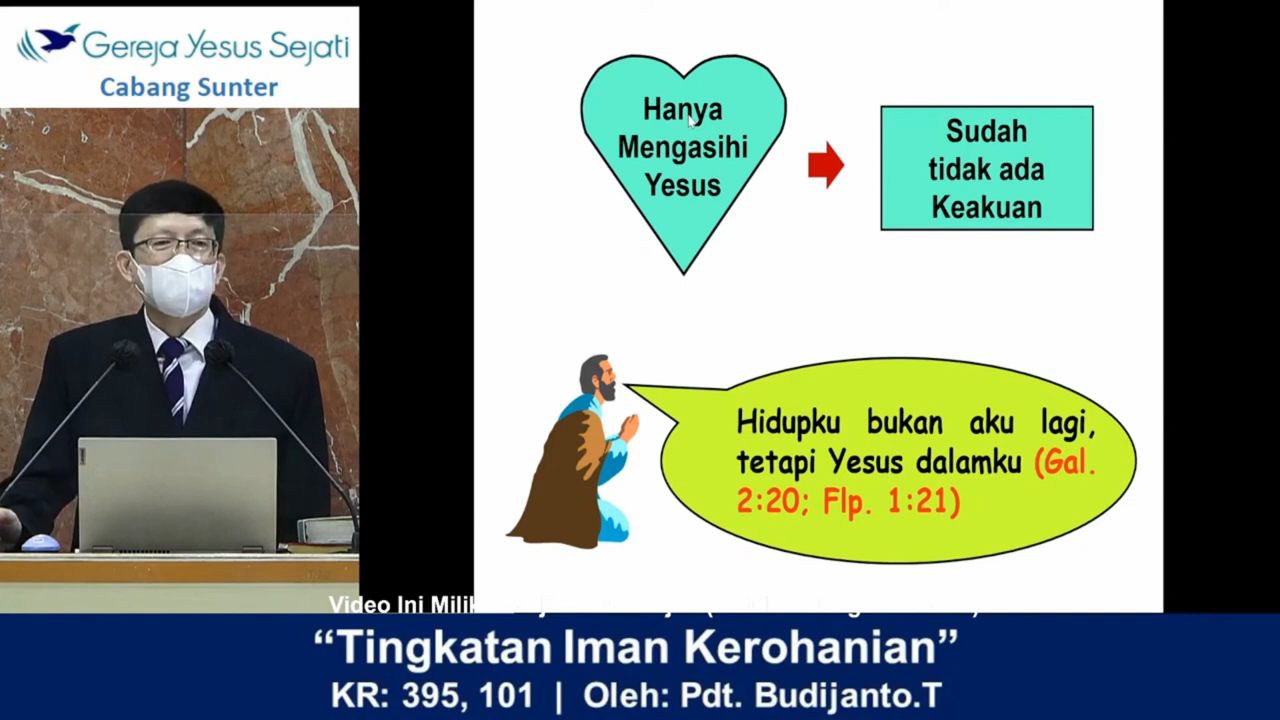 Gereja Yesus Sejati
Cabang Sunter
Hanya
Mengasihi
Yesus
Sudah
tidak ada
Keakuan
Hidupku bukan aku lagi,
tetapi Yesus dalamku (Gal.
2:20; Flp. 1:21)
Video Ini Milik
“Tingkatan Iman Kerohanian”
KR: 395, 101 | Oleh: Pdt. Budijanto.T